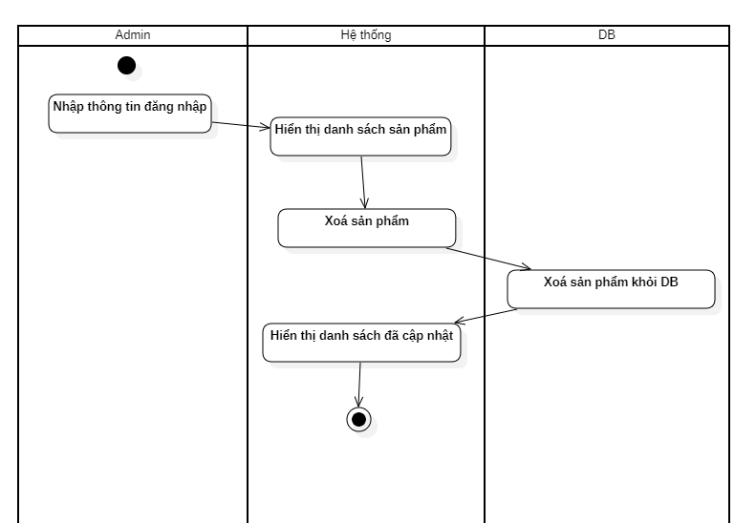 Admin
Hệ thống
DB
Nhập thông tin đăng nhập
Hiển thị danh sách sản phẩm
Xoá sản phẩm
Xoá sản phẩm khỏi DB
Hiển thị danh sách đã cập nhật